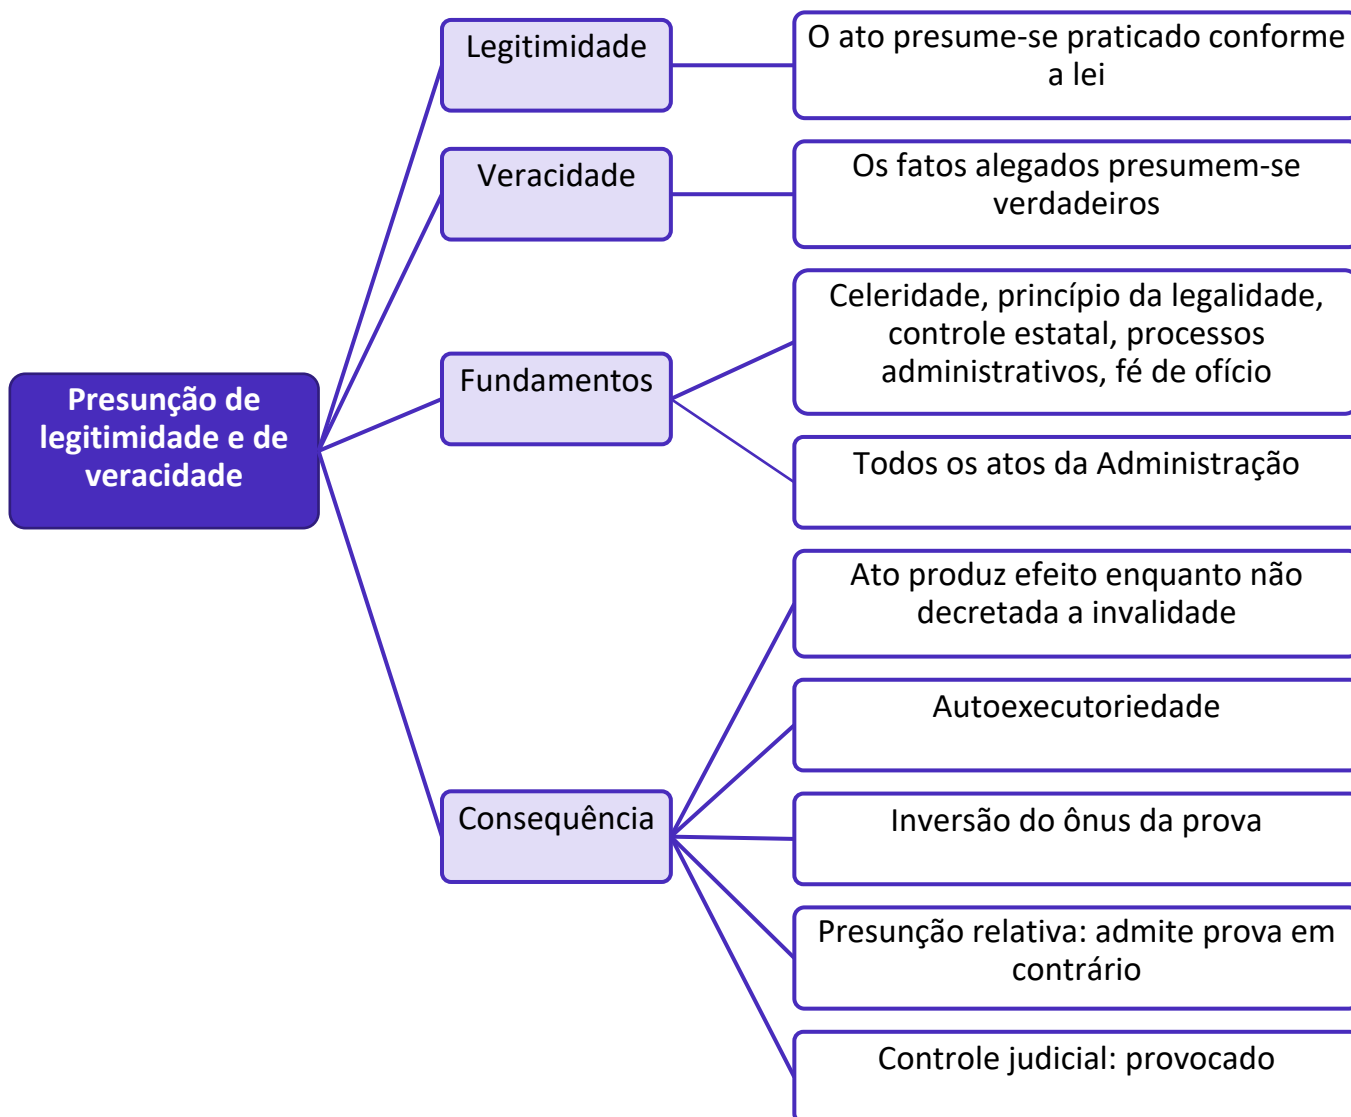 Presunção de
legitimidade e de
veracidade
Legitimidade
O ato presume-se praticado conforme
a lei
Veracidade
Os fatos alegados presumem-se
verdadeiros
Fundamentos
Celeridade, princípio da legalidade,
controle estatal, processos
administrativos, fé de ofício
Todos os atos da Administração
Consequência
Ato produz efeito enquanto não
decretada a invalidade
Autoexecutoriedade
Inversão do ônus da prova
Presunção relativa: admite prova em
contrário
Controle judicial: provocado